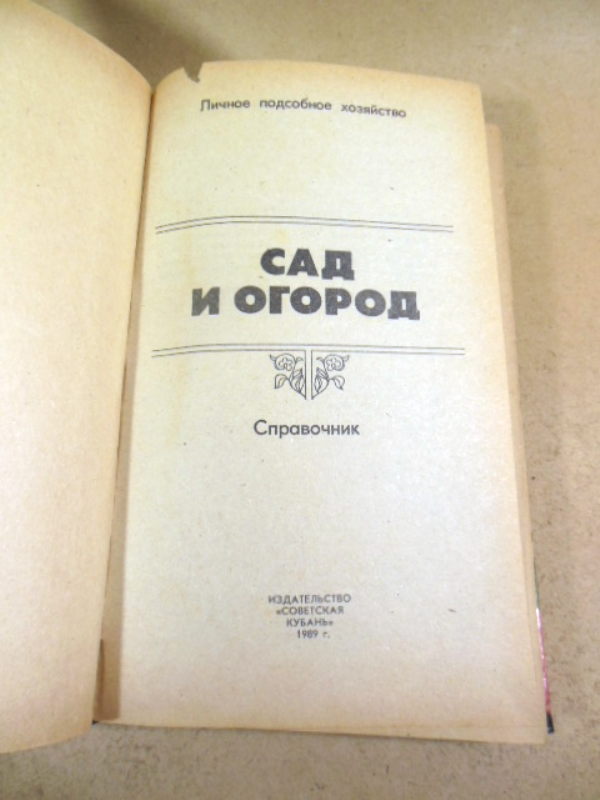 Личное подсобное хозяйство
САД
И ОГОРОД
Справочник
ИЗДАТЕЛЬСТВО
«СОВЕТСКАЯ
КУБАНЬ»
1989 г.